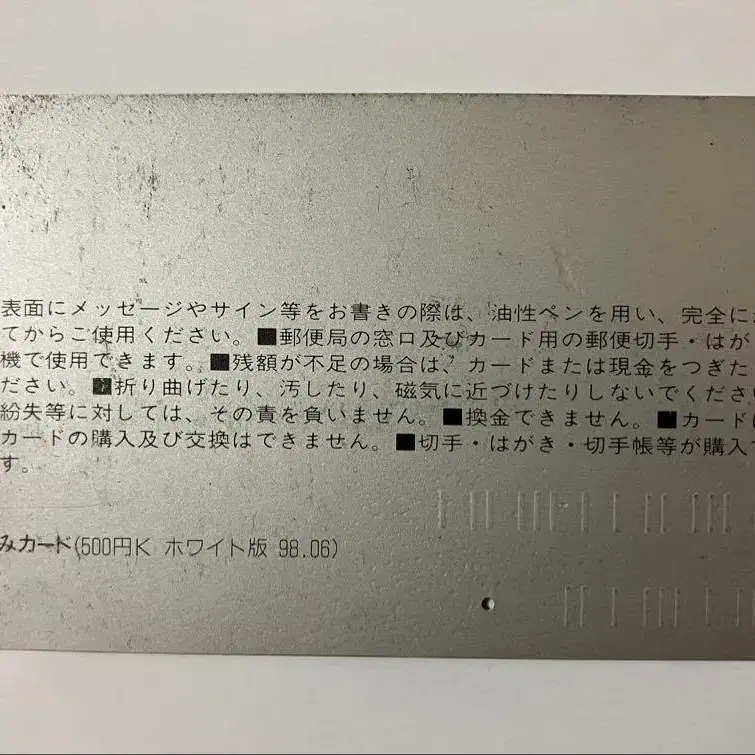 表面にメッセージやサイン等をお書きの際は、油性ペンを用い、完全に
てからご使用ください。■郵便局の窓口及びカード用の郵便切手・はが
機で使用できます。■残額が不足の場合は、カードまたは現金をつぎた
ださい。■折り曲げたり、汚したり、磁気に近づけたりしないでくださ
紛失等に対しては、その責を負いません。■換金できません。■カード
カードの購入及び交換はできません。■切手・はがき・切手帳等が購入
す。
みカード(500円K ホワイト版 98.06)